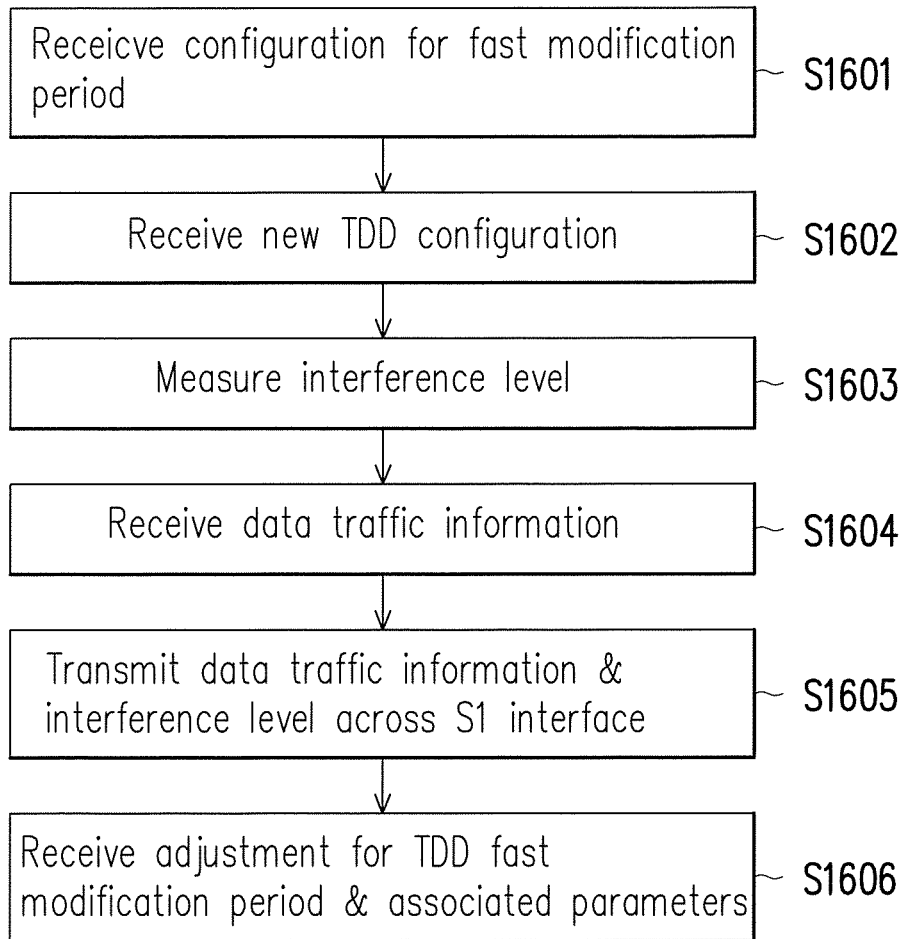 Receicve configuration for fast modification
period
S1601
Receive new TDD configuration
S1602
Measure interference level
S1603
Receive data traffic information
S1604
Transmit data traffic information &
interference level across S1 interface
S1605
Receive adjustment for TDD fast
modification period & associated parameters
S1606